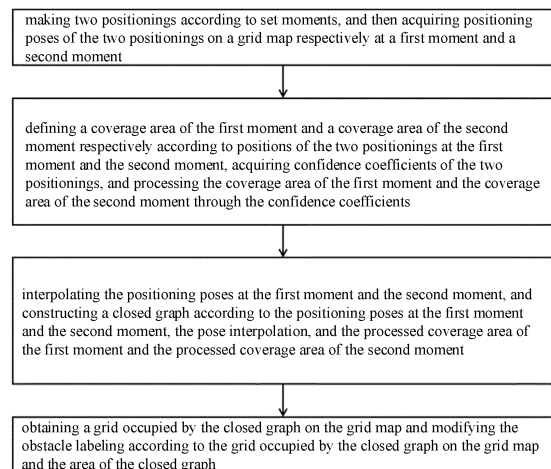 making two positionings according to set moments, and then acquiring positioning
poses of the two positionings on a grid map respectively at a first moment and a
second moment
defining a coverage area of the first moment and a coverage area of the second
moment respectively according to positions of the two positionings at the first
moment and the second moment, acquiring confidence coefficients of the two
positionings, and processing the coverage area of the first moment and the coverage
area of the second moment through the confidence coefficients
interpolating the positioning poses at the first moment and the second moment, and
constructing a closed graph according to the positioning poses at the first moment
and the second moment, the pose interpolation, and the processed coverage area of
the first moment and the processed coverage area of the second moment
obtaining a grid occupied by the closed graph on the grid map and modifying the
obstacle labeling according to the grid occupied by the closed graph on the grid map
and the area of the closed graph